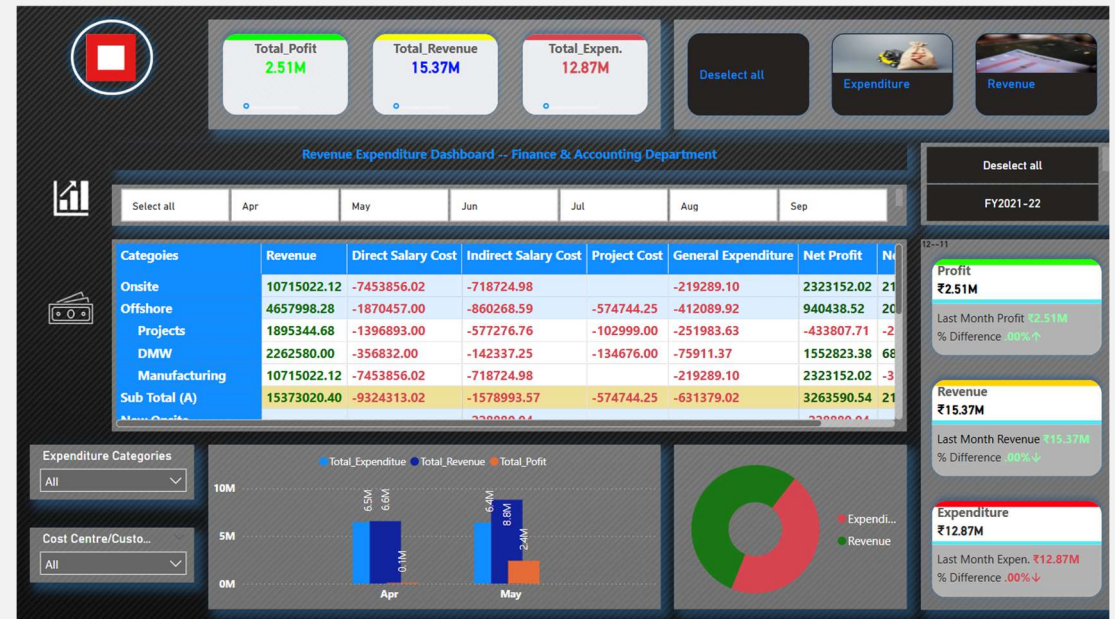 Total_Pofit
2.51M
Total_Revenue
15.37M
Total_Expen.
12.87M
Deselect all
Expenditure
Revenue
Revenue Expenditure Dashboard -- Finance & Accounting Department
Deselect all
FY2021-22
Select all Apr May Jun Jul Aug Sep
Categoies Revenue Direct Salary Cost Indirect Salary Cost Project Cost General Expenditure Net Profit
Onsite 10715022.12 -7453856.02 -718724.98 -219289.10 2323152.02 21
Offshore 4657998.28 -1870457.00 -860268.59 -574744.25 -412089.92 940438.52 20
Projects 1895344.68 -1396893.00 -577276.76 -102999.00 -251983.63 -433807.71 -2
DMW 2262580.00 -356832.00 -142337.25 -134676.00 -75911.37 1552823.38 68
Manufacturing 10715022.12 -7453856.02 -718724.98 -219289.10 2323152.02 -3
Sub Total (A) 15373020.40 -9324313.02 -1578993.57 -574744.25 -631379.02 3263590.54 21
12--11
Profit
₹2.51M
Last Month Profit ₹2.51M
% Difference .00%↑
Revenue
₹15.37M
Last Month Revenue ₹15.37M
% Difference .00%↓
Expenditure
₹12.87M
Last Month Expen. ₹12.87M
% Difference .00%↓
Expenditure Categories
All
Cost Centre/Custo...
All
Total_Expenditue Total_Revenue Total_Pofit
10M
5M
0M
6.5M
6.6M
0.1M
6.4M
8.8M
2.4M
Apr
May
Expendi...
Revenue